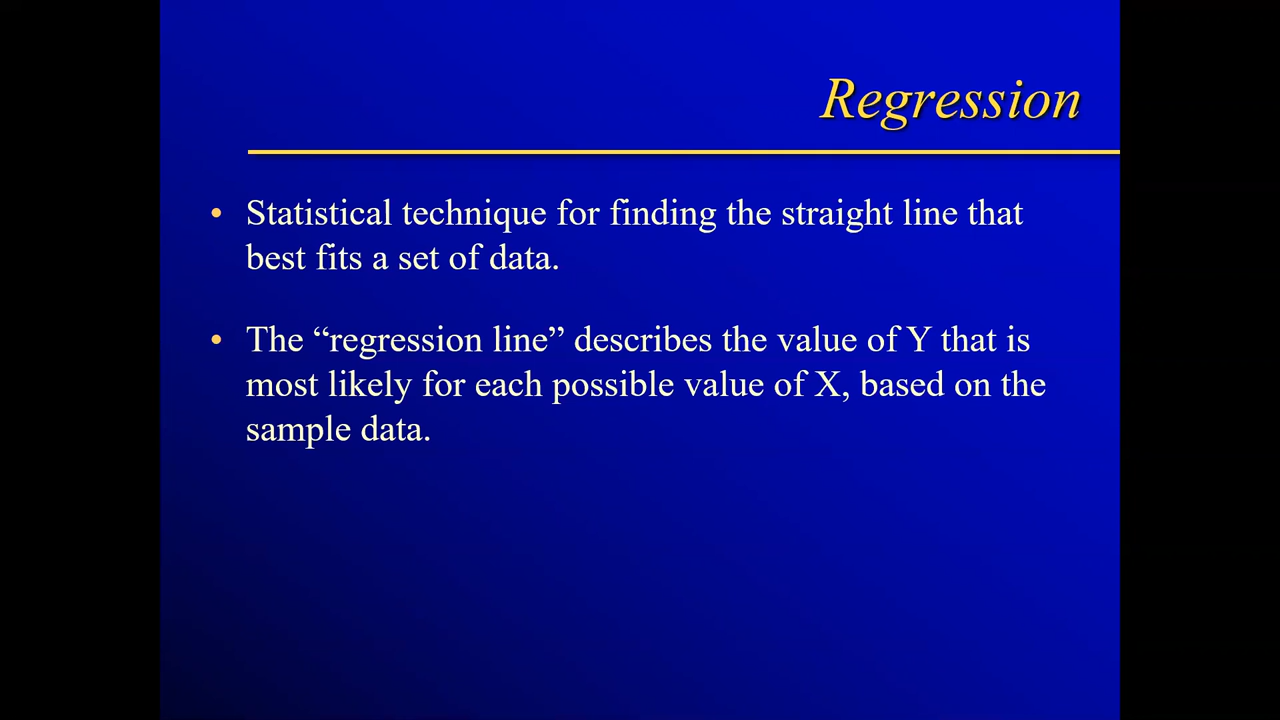 Regression
• Statistical technique for finding the straight line that
best fits a set of data.
• The “regression line” describes the value of Y that is
most likely for each possible value of X, based on the
sample data.